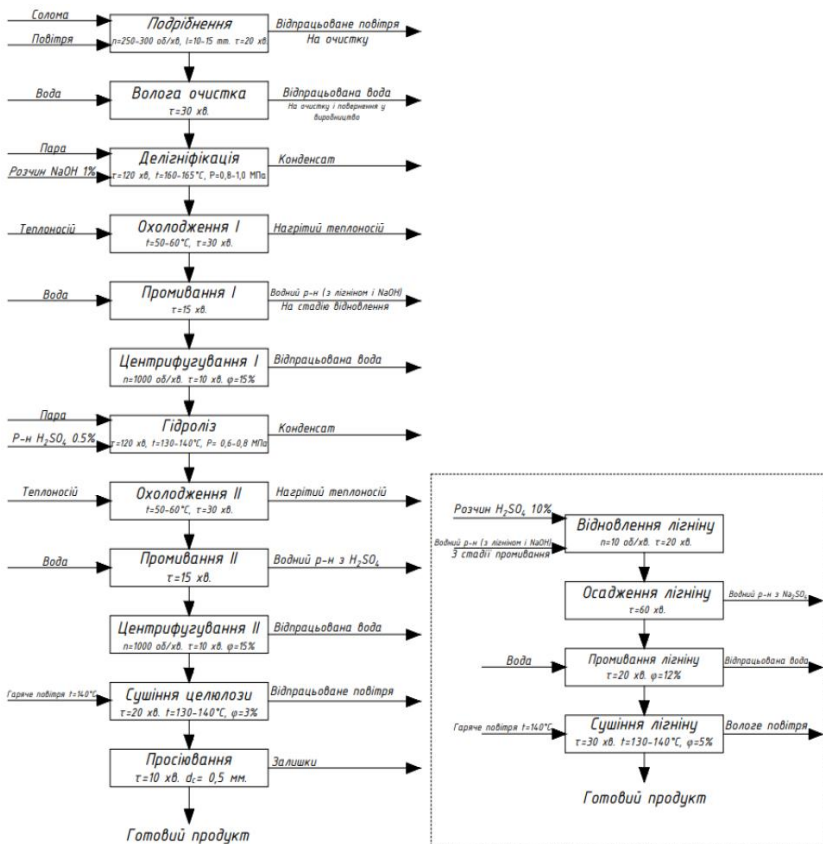 Солома
Повітря
Подрібнення
n=250-300 об/хв, l=10-15 mm. τ=20 хв.
Відпрацьоване повітря
На очистку
Вода
Волога очистка
τ=30 хв.
Відпрацьована вода
На очистку і повернення у
виробництво
Пара
Розчин NaOH 1%
Делігніфікація
τ=120 хв, t=160-165°C, P=0,8-1,0 МПа
Конденсат
Теплоносій
Охолодження I
t=50-60°C, τ=30 хв.
Нагрітий теплоносій
Вода
Промивання I
τ=15 хв.
Водний р-н (з лігніном і NaOH)
На стадію відновлення
Центрифугування I
n=1000 об/хв. τ=10 хв. φ=15%
Відпрацьована вода
Пара
Р-н H₂SO₄ 0.5%
Гідроліз
τ=120 хв, t=130-140°C, P= 0,6-0,8 МПа
Конденсат
Теплоносій
Охолодження II
t=50-60°C, τ=30 хв.
Нагрітий теплоносій
Вода
Промивання II
τ=15 хв.
Водний р-н з H₂SO₄
Центрифугування II
n=1000 об/хв. τ=10 хв. φ=15%
Відпрацьована вода
Гаряче повітря t=140°C
Сушіння целюлози
τ=20 хв. t=130-140°C, φ=3%
Відпрацьоване повітря
Просіювання
τ=10 хв. dc= 0,5 мм.
Залишки
Готовий продукт
Розчин H₂SO₄ 10%
Водний р-н (з лігніном і NaOH)
З стадії промивання
Відновлення лігніну
n=10 об/хв. τ=20 хв.
Осадження лігніну
τ=60 хв.
Водний р-н з Na₂SO₄
Вода
Промивання лігніну
τ=20 хв. φ=12%
Відпрацьована вода
Гаряче повітря t=140°C
Сушіння лігніну
τ=30 хв. t=130-140°C, φ=5%
Вологе повітря
Готовий продукт